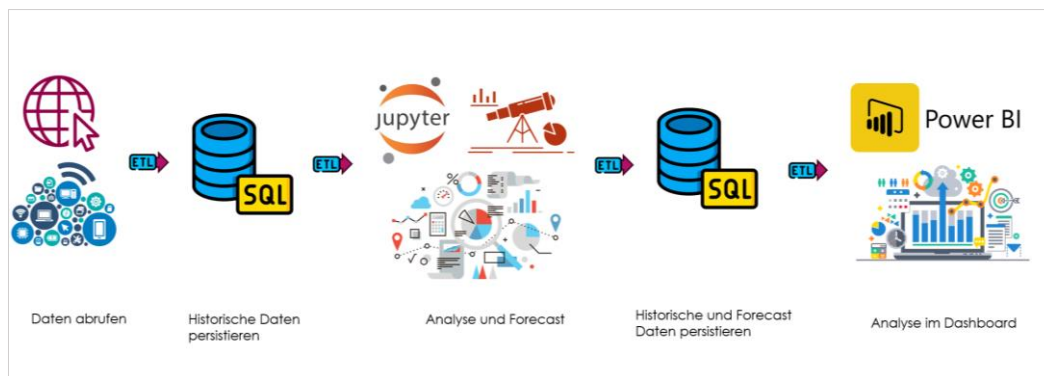 ETL
SQL
ETL
jupyter
ETL
SQL
ETL
Power BI
Daten abrufen
Historische Daten
persistieren
Analyse und Forecast
Historische und Forecast
Daten persistieren
Analyse im Dashboard